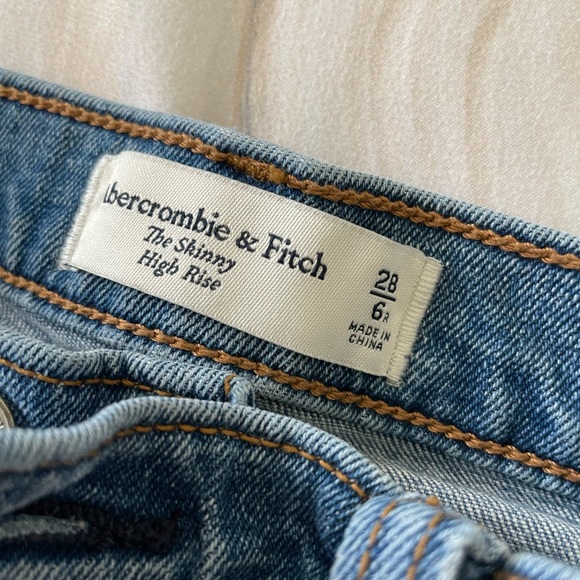 Abercrombie & Fitch
The Skinny
High Rise
28
6R
MADE IN
CHINA